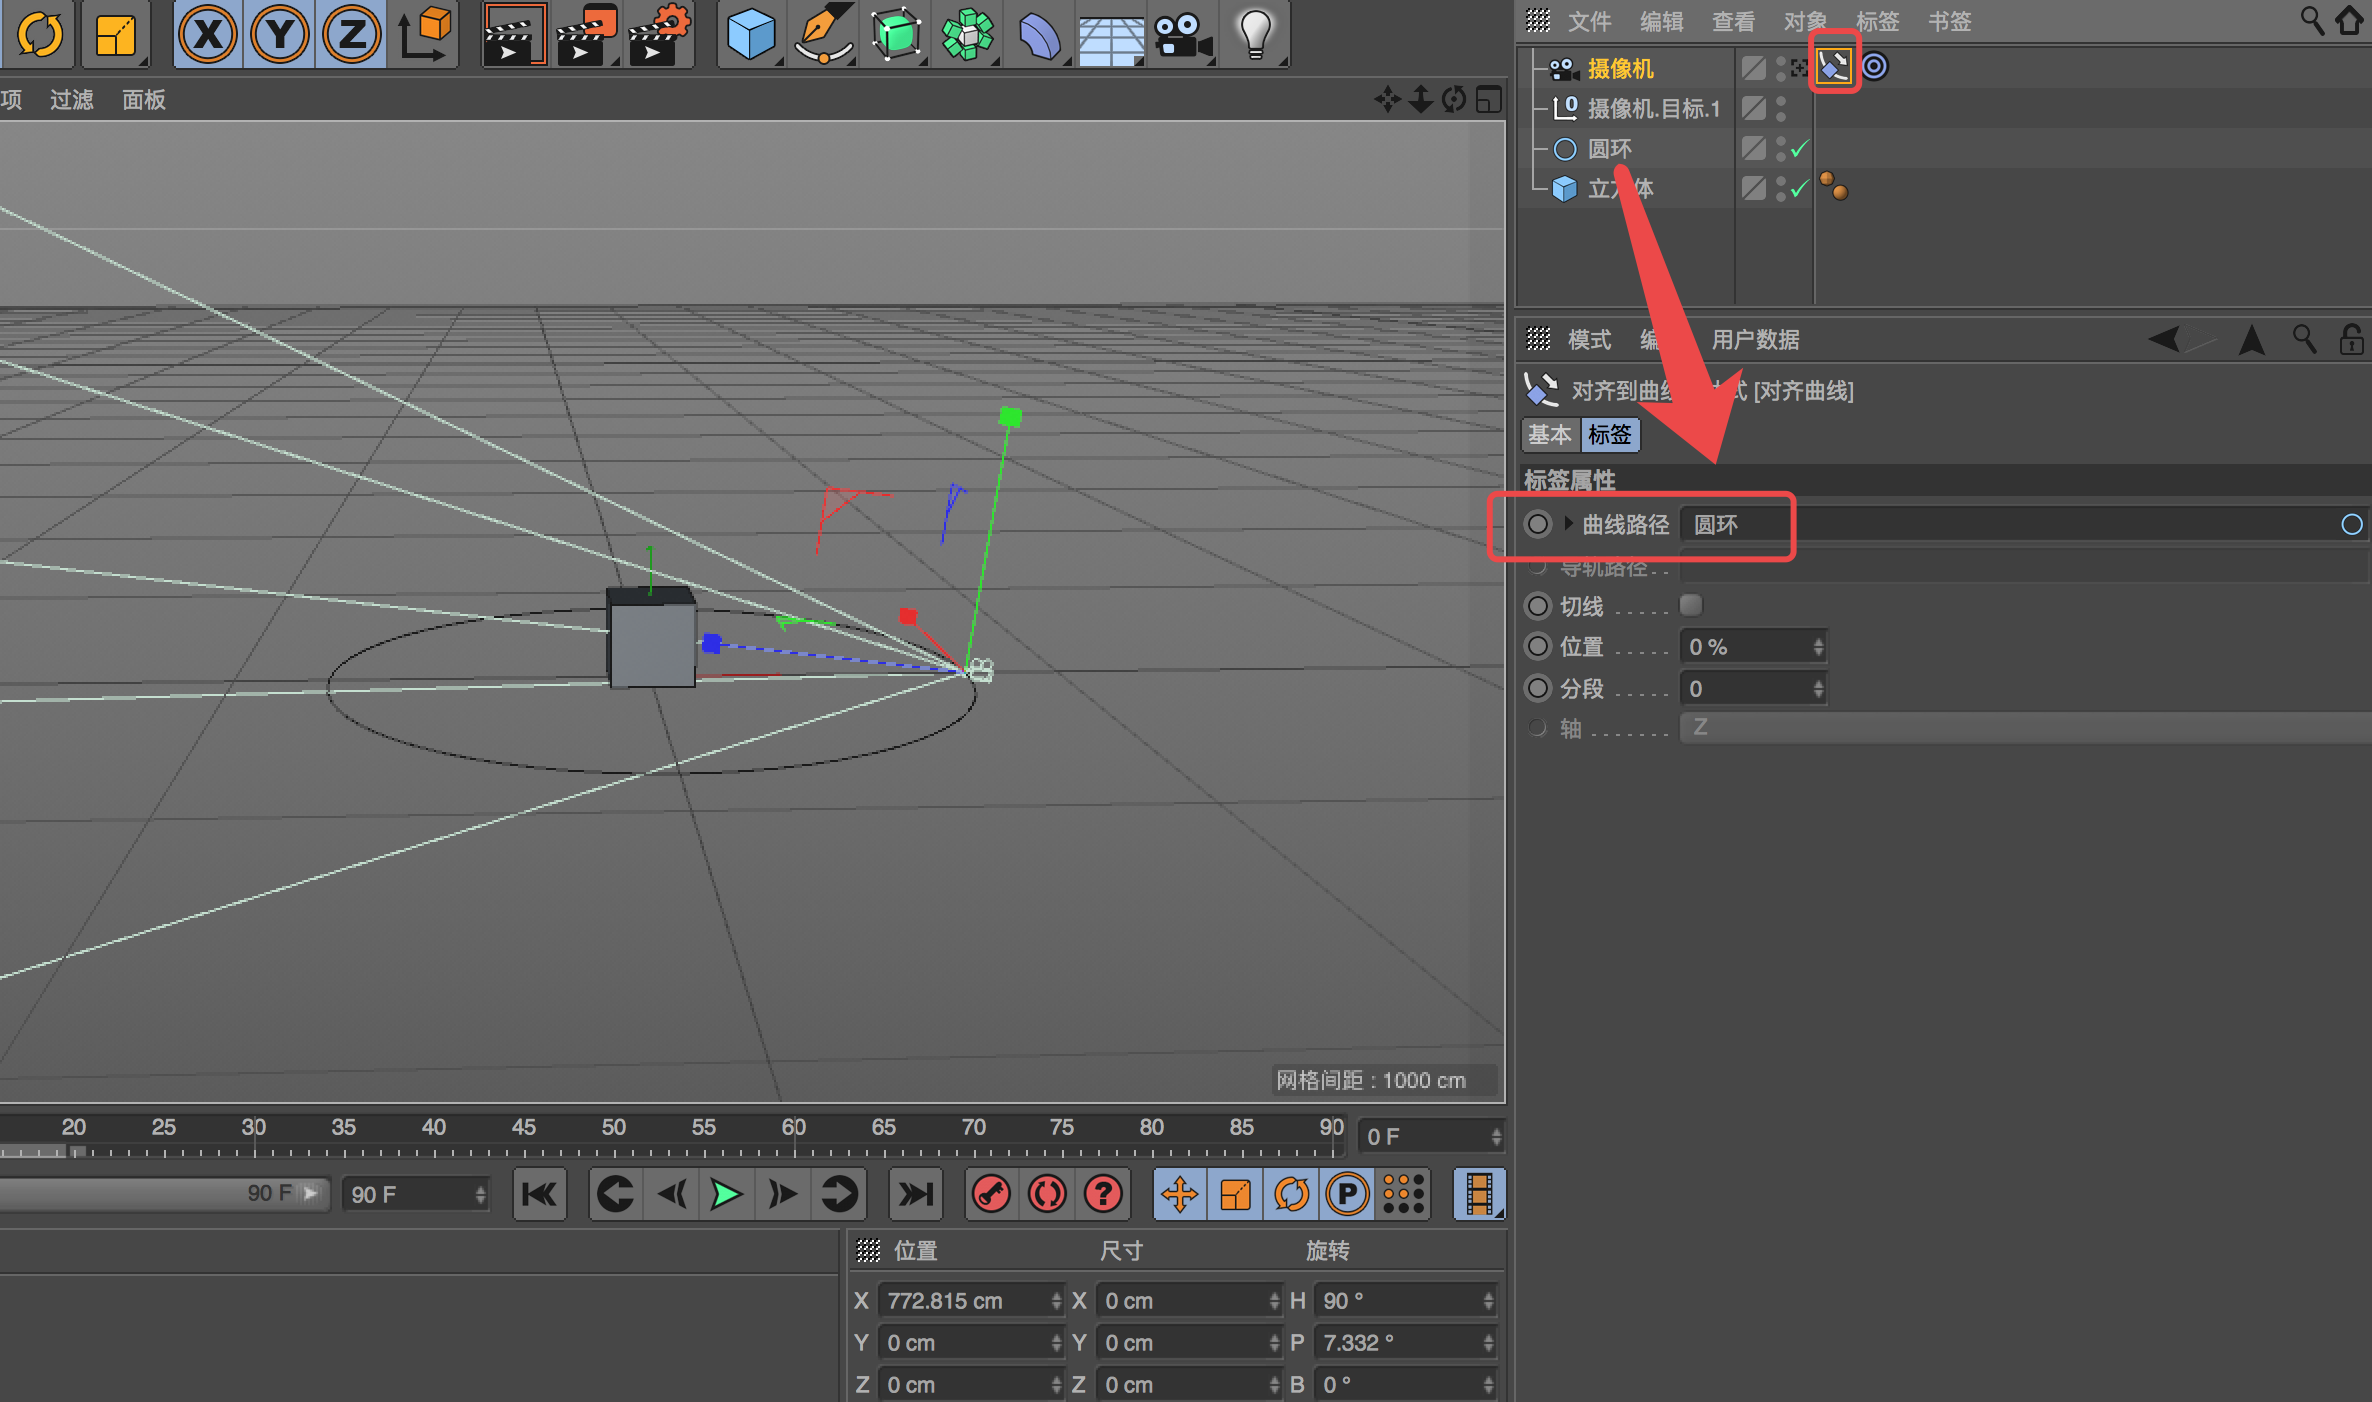 X Y Z
文件 编辑 查看 对象 标签 书签
项 过滤 面板
摄像机
0 摄像机.目标.1
圆环
立方体
模式 编 用户数据
对齐到曲线 式 [对齐曲线]
基本 标签
标签属性
曲线路径 圆环
导轨路径. .
切线 . . . . .
位置 . . . . . 0 %
分段 . . . . . 0
轴 . . . . . . . Z
网格间距 : 1000 cm
20 25 30 35 40 45 50 55 60 65 70 75 80 85 90 0 F
90 F 90 F ? P
位置 尺寸 旋转
X 772.815 cm X 0 cm H 90 °
Y 0 cm Y 0 cm P 7.332 °
Z 0 cm Z 0 cm B 0 °